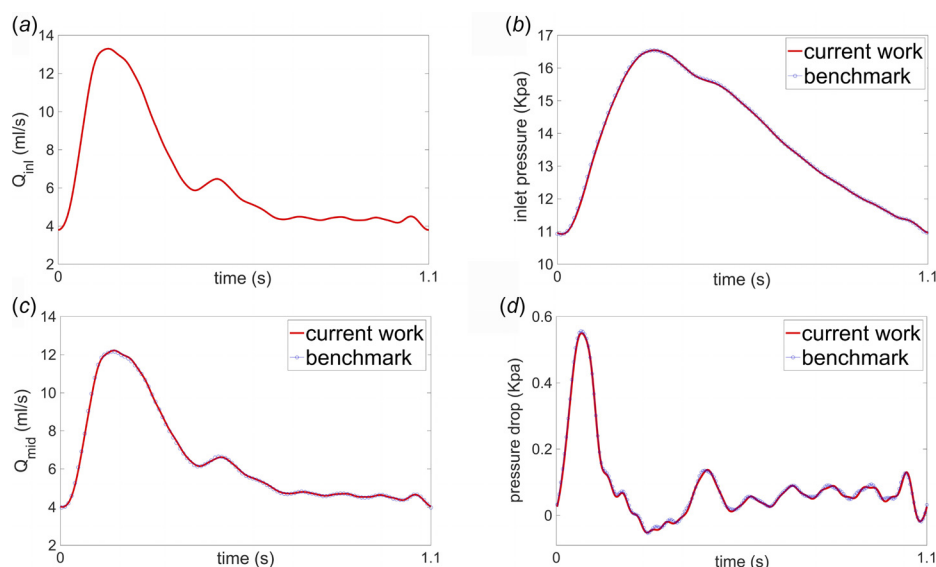 (a)
14
12
10
8
6
4
2
Q_inl (ml/s)
0
time (s)
1.1
(b)
17
16
15
14
13
12
11
10
inlet pressure (Kpa)
current work
benchmark
0
time (s)
1.1
(c)
14
12
10
8
6
4
2
Q_mid (ml/s)
current work
benchmark
0
time (s)
1.1
(d)
0.6
0.4
0.2
0
pressure drop (Kpa)
current work
benchmark
0
time (s)
1.1